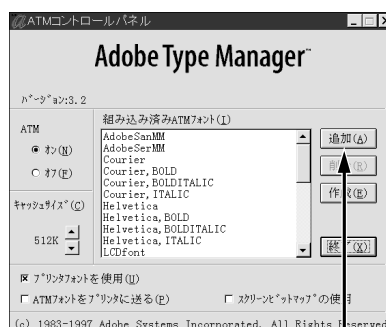 ATMコントロールパネル
Adobe Type Manager™
バージョン:3.2
ATM
オン(N)
オフ(F)
キャッシュサイズ(C)
512K
組み込み済みATMフォント(I)
AdobeSanMM
AdobeSerMM
Courier
Courier,BOLD
Courier,BOLDITALIC
Courier,ITALIC
Helvetica
Helvetica,BOLD
Helvetica,BOLDITALIC
Helvetica,ITALIC
LCDfont
追加(A)
(R)
作成(E)
(X)
プリンタフォントを使用(U)
ATMフォントをプリンタに送る(P)
スクリーンビットマップの使用
(c) 1983-1997 Adobe Systems Incorporated. All Rights Reserved